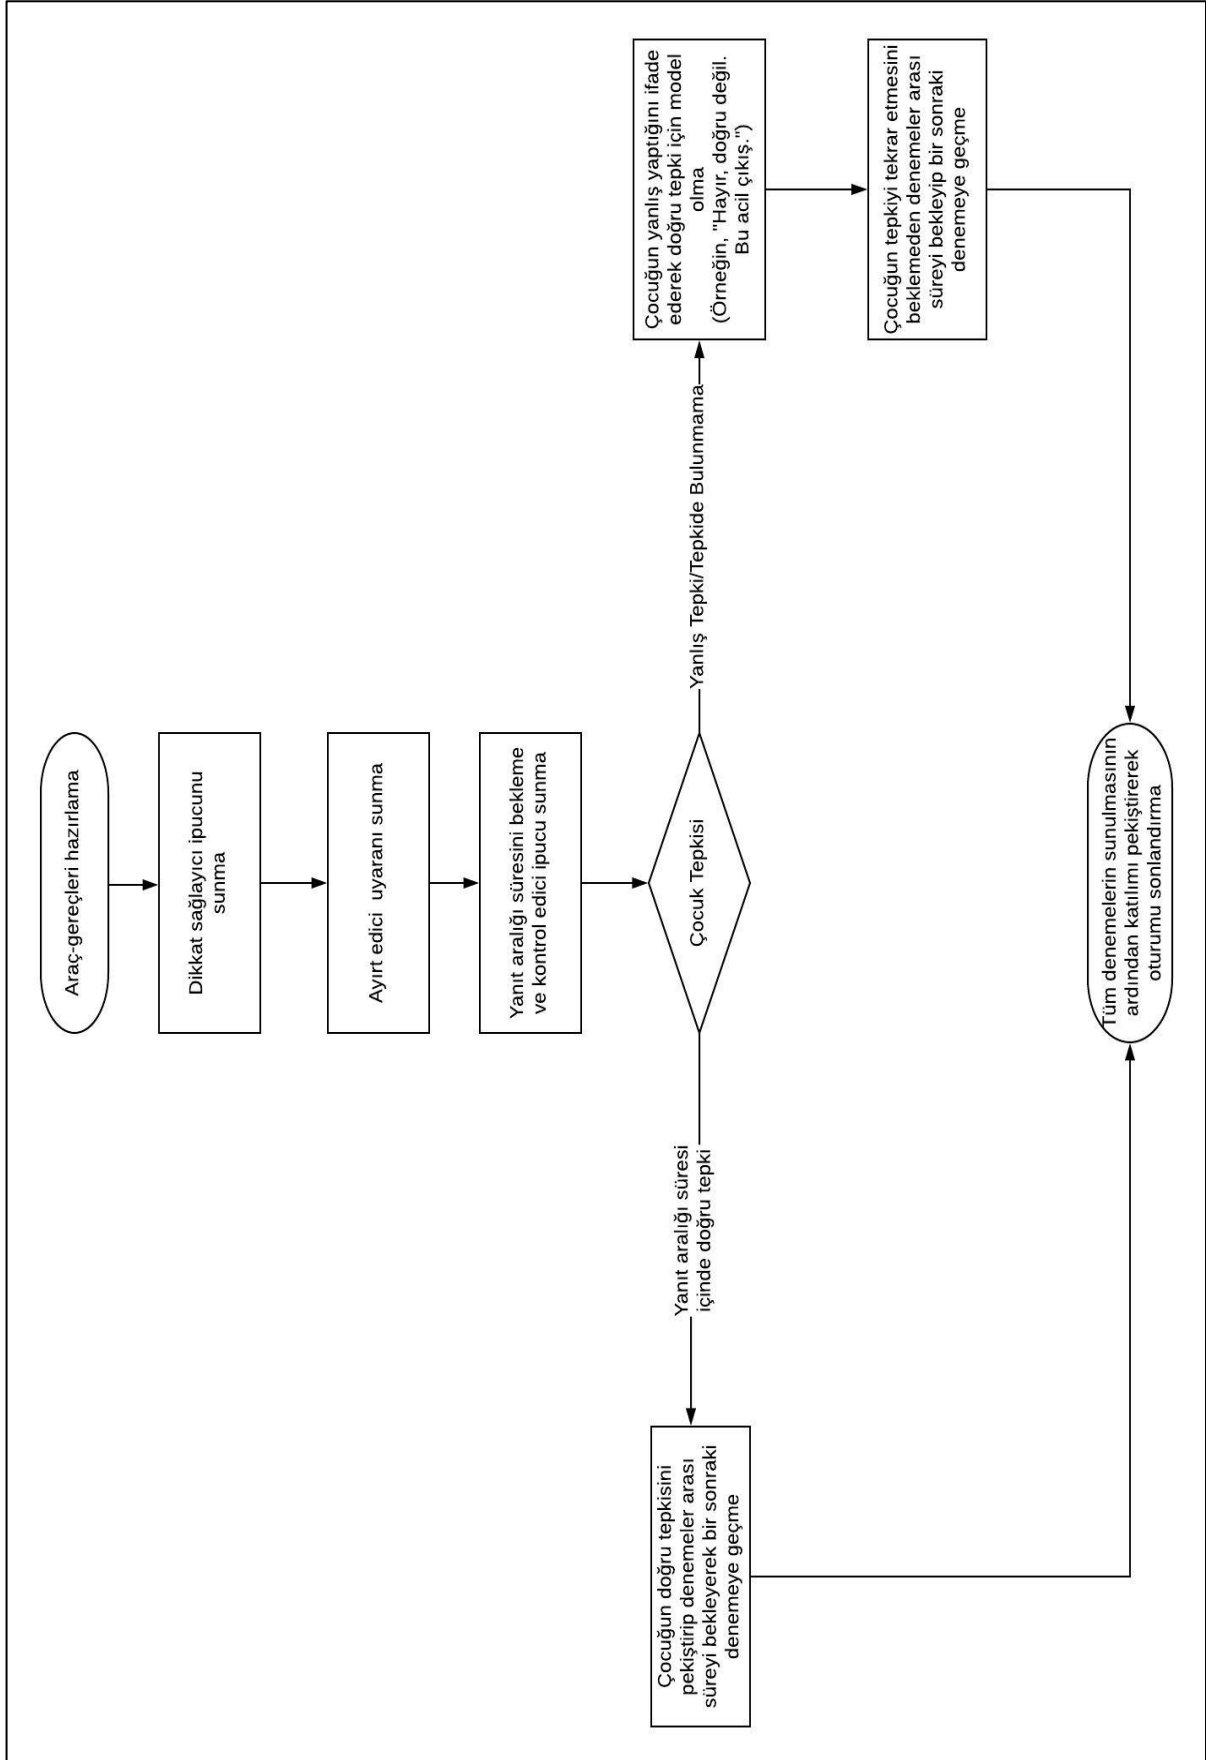 Araç-gereçleri hazırlama
Dikkat sağlayıcı ipucunu
sunma
Ayırt edici  uyaranı sunma
Yanıt aralığı süresini bekleme
ve kontrol edici ipucu sunma
Çocuk Tepkisi
Yanıt aralığı süresi
içinde doğru tepki
Yanlış Tepki/Tepkide Bulunmama
Çocuğun doğru tepkisini
pekiştirip denemeler arası
süreyi bekleyerek bir sonraki
denemeye geçme
Çocuğun yanlış yaptığını ifade
ederek doğru tepki için model
olma
(Örneğin, "Hayır, doğru değil.
Bu acil çıkış.")
Çocuğun tepkiyi tekrar etmesini
beklemeden denemeler arası
süreyi bekleyip bir sonraki
denemeye geçme
Tüm denemelerin sunulmasının
ardından katılımı pekiştirerek
oturumu sonlandırma